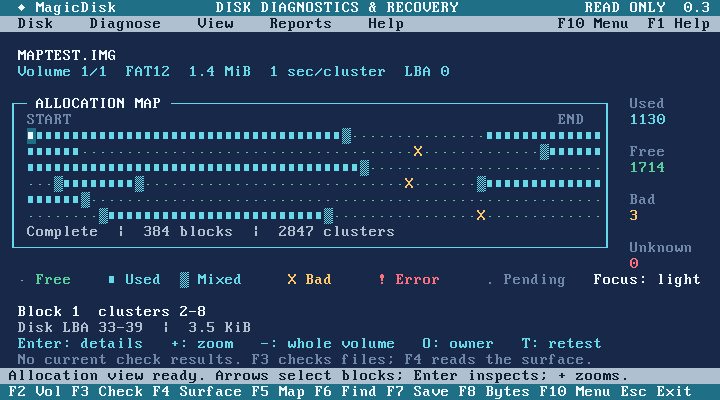 ◆ MagicDisk DISK DIAGNOSTICS & RECOVERY READ ONLY 0.3
Disk Diagnose View Reports Help F10 Menu F1 Help
MAPTEST.IMG
Volume 1/1 FAT12 1.4 MiB 1 sec/cluster LBA 0
ALLOCATION MAP
START END
Used
1130
Free
1714
Bad
3
Unknown
0
X
X
X
Complete ¦ 384 blocks ¦ 2847 clusters
· Free ■ Used ▒ Mixed X Bad ! Error . Pending Focus: light
Block 1 clusters 2-8
Disk LBA 33-39 ¦ 3.5 KiB
Enter: details +: zoom -: whole volume O: owner T: retest
No current check results. F3 checks files; F4 reads the surface.
Allocation view ready. Arrows select blocks; Enter inspects; + zooms.
F2 Vol F3 Check F4 Surface F5 Map F6 Find F7 Save F8 Bytes F10 Menu Esc Exit